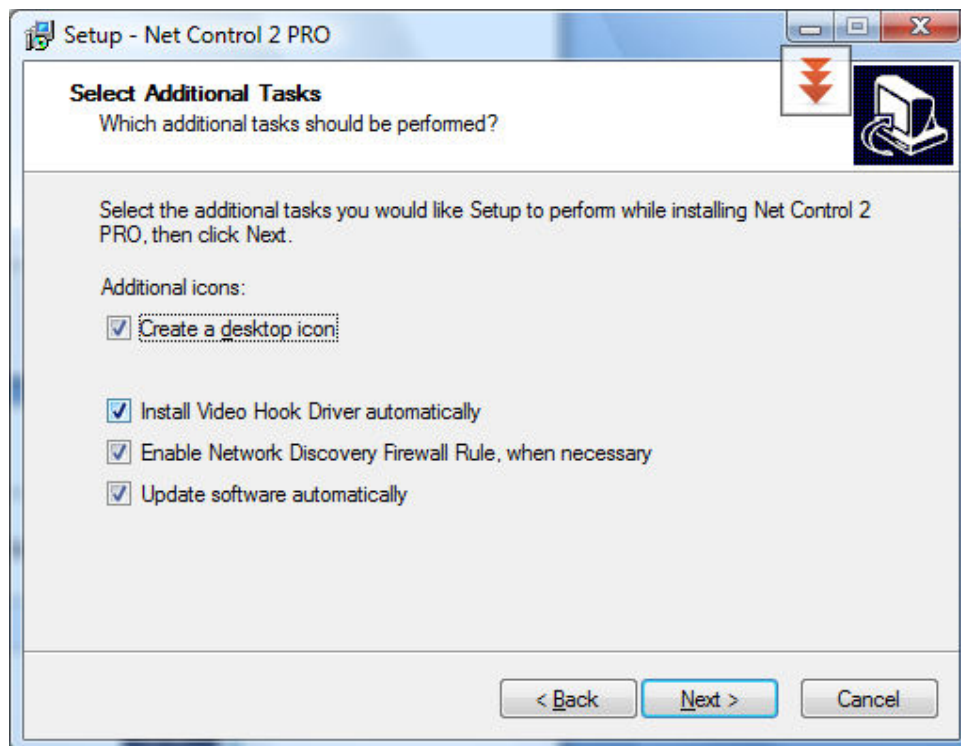 Setup - Net Control 2 PRO
Select Additional Tasks
Which additional tasks should be performed?
Select the additional tasks you would like Setup to perform while installing Net Control 2
PRO, then click Next.
Additional icons:
Create a desktop icon
Install Video Hook Driver automatically
Enable Network Discovery Firewall Rule, when necessary
Update software automatically
< Back Next > Cancel